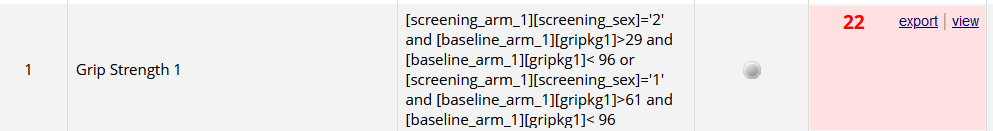 1
Grip Strength 1
[screening_arm_1][screening_sex]='2'
and [baseline_arm_1][gripkg1]>29 and
[baseline_arm_1][gripkg1]< 96 or
[screening_arm_1][screening_sex]='1'
and [baseline_arm_1][gripkg1]>61 and
[baseline_arm_1][gripkg1]< 96
22 export | view